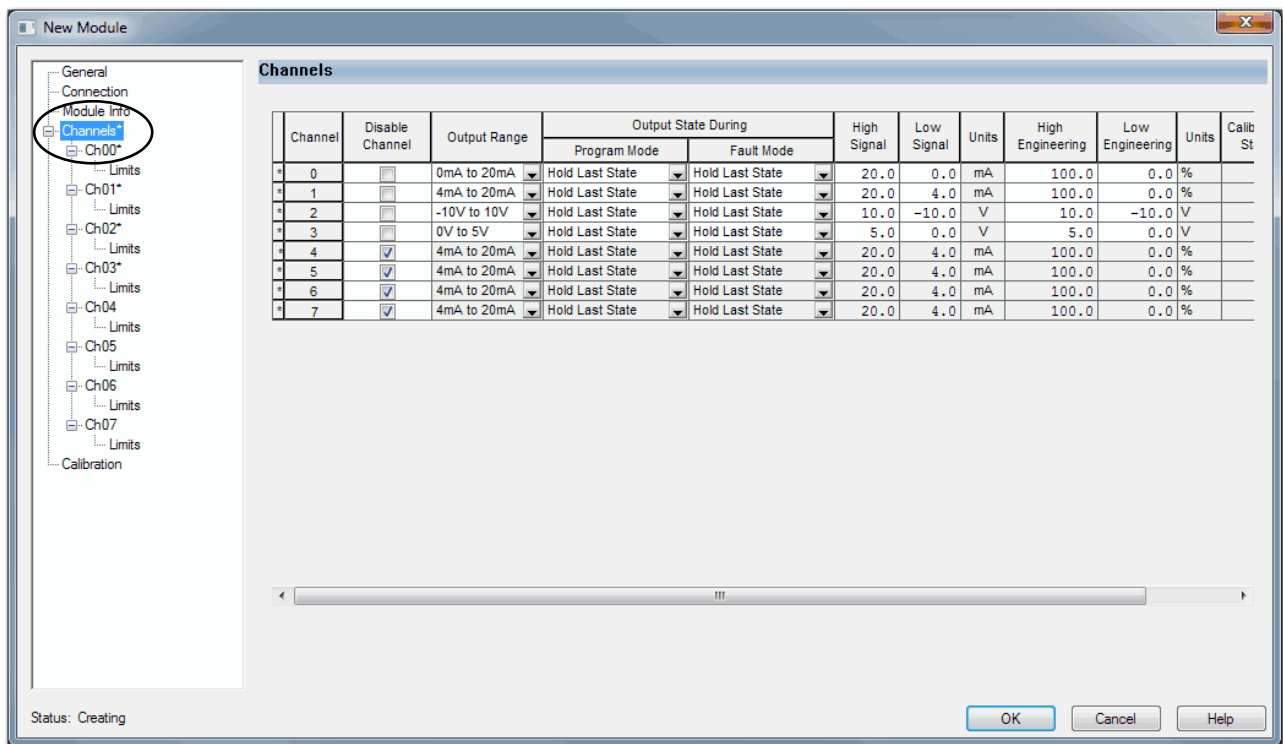 New Module
General
Connection
Module Info
Channels*
Ch00*
Limits
Ch01*
Limits
Ch02*
Limits
Ch03*
Limits
Ch04
Limits
Ch05
Limits
Ch06
Limits
Ch07
Limits
Calibration
Channels
Channel Disable Channel Output Range Output State During Program Mode Fault Mode High Signal Low Signal Units High Engineering Low Engineering Units Calib St
* 0 0mA to 20mA Hold Last State Hold Last State 20.0 0.0 mA 100.0 0.0 %
* 1 4mA to 20mA Hold Last State Hold Last State 20.0 4.0 mA 100.0 0.0 %
* 2 -10V to 10V Hold Last State Hold Last State 10.0 -10.0 V 10.0 -10.0 V
* 3 0V to 5V Hold Last State Hold Last State 5.0 0.0 V 5.0 0.0 V
* 4 4mA to 20mA Hold Last State Hold Last State 20.0 4.0 mA 100.0 0.0 %
* 5 4mA to 20mA Hold Last State Hold Last State 20.0 4.0 mA 100.0 0.0 %
* 6 4mA to 20mA Hold Last State Hold Last State 20.0 4.0 mA 100.0 0.0 %
* 7 4mA to 20mA Hold Last State Hold Last State 20.0 4.0 mA 100.0 0.0 %
Status: Creating
OK Cancel Help